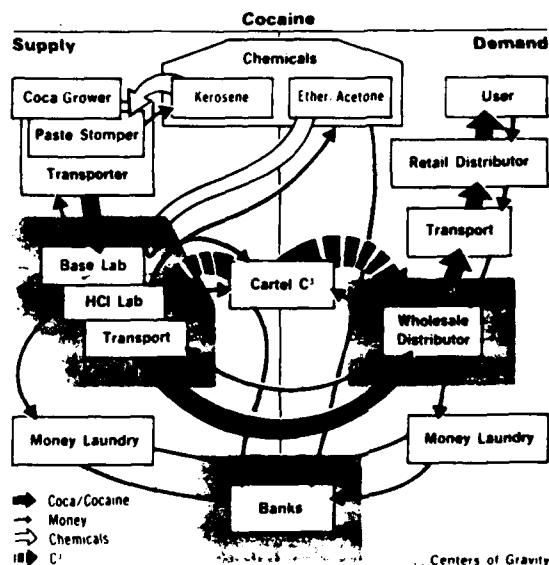 Cocaine
Supply
Demand
Chemicals
Coca Grower
Kerosene
Ether. Acetone
User
Paste Stomper
Transporter
Retail Distributor
Transport
Base Lab
HCl Lab
Transport
Cartel C³
Wholesale
Distributor
Money Laundry
Money Laundry
Banks
Coca/Cocaine
Money
Chemicals
C³
Centers of Gravity